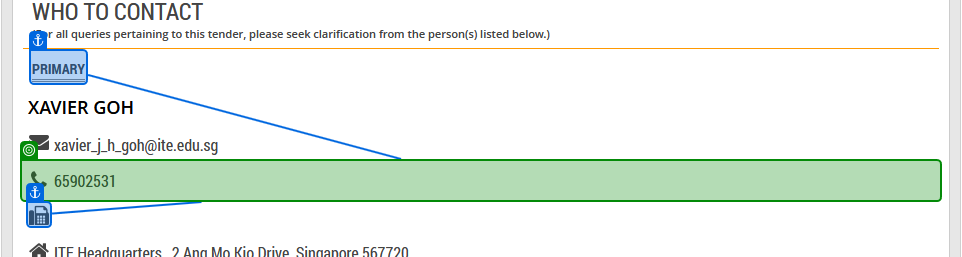 WHO TO CONTACT
(For all queries pertaining to this tender, please seek clarification from the person(s) listed below.)
PRIMARY
XAVIER GOH
xavier_j_h_goh@ite.edu.sg
65902531
ITE Headquarters, 2 Ang Mo Kio Drive, Singapore 567720